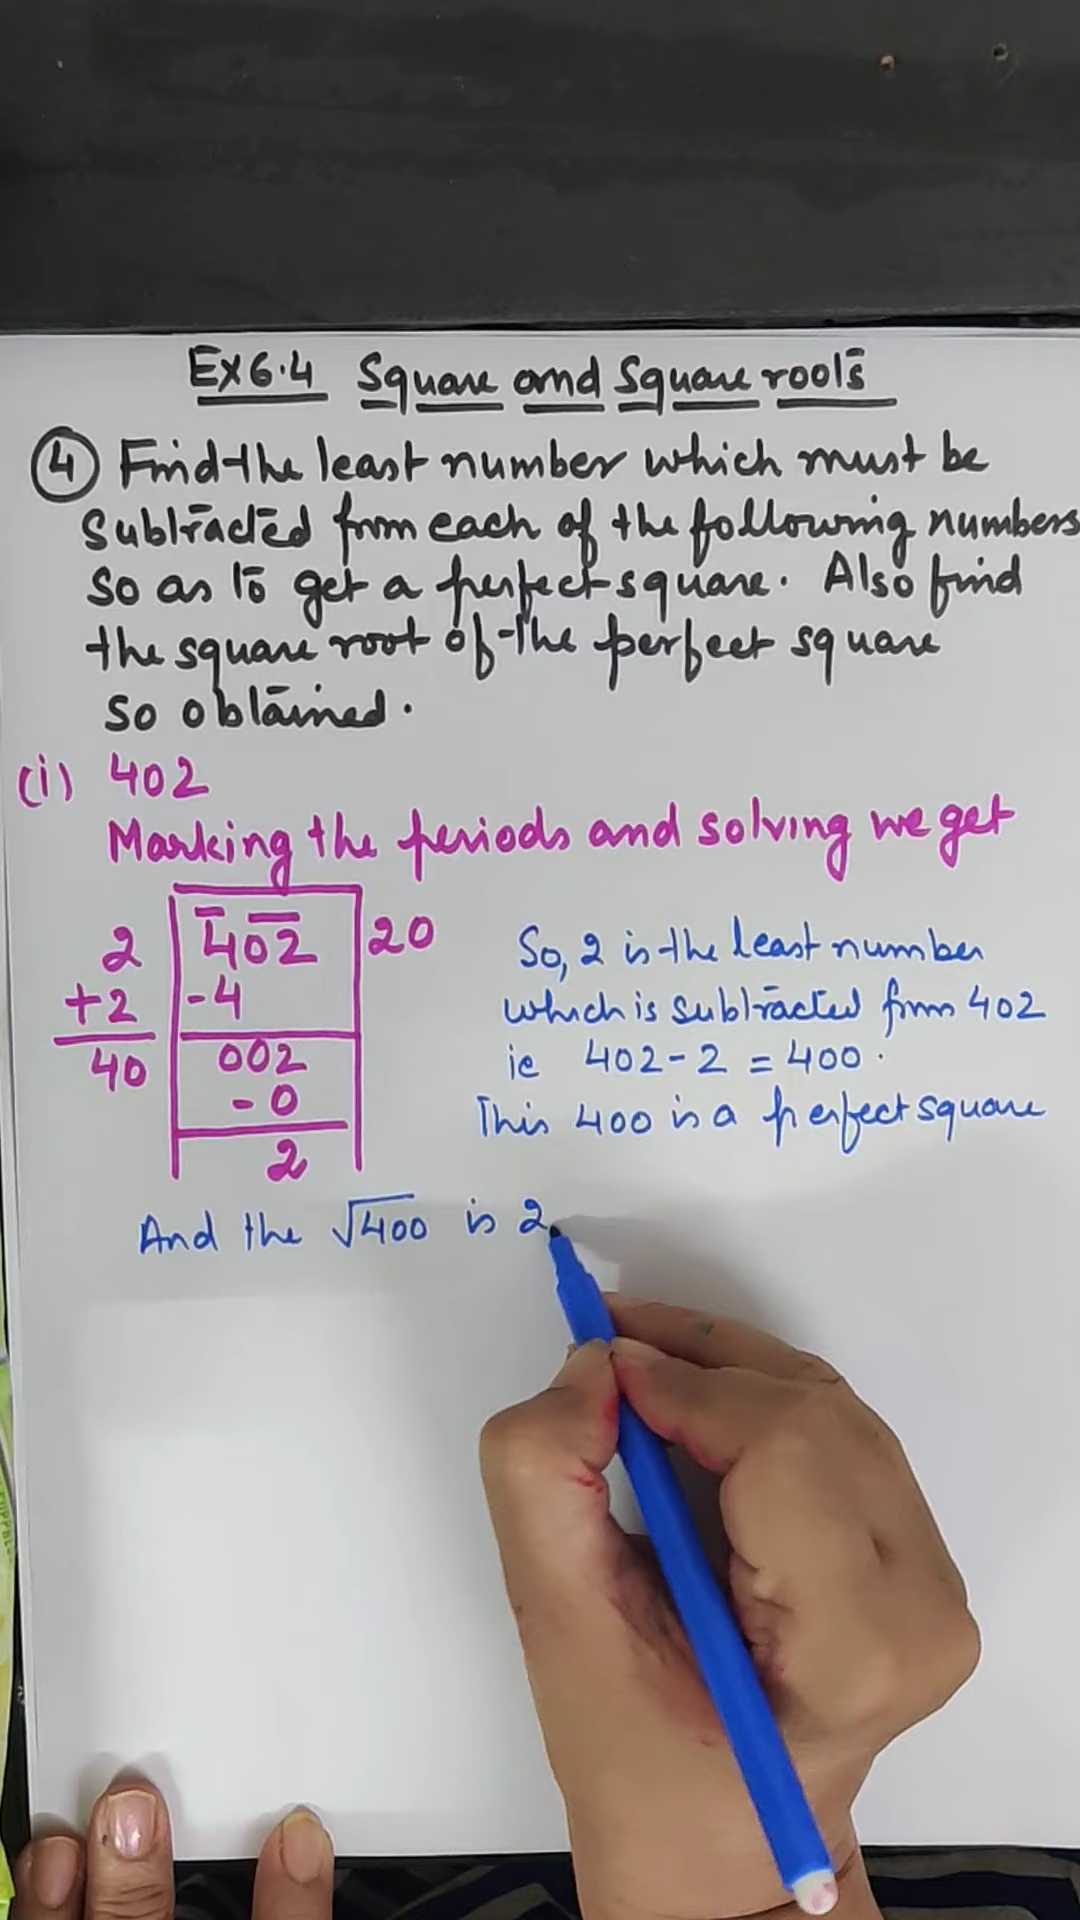 Ex 6.4 Square and Square roots
④ Find the least number which must be
subtracted from each of the following numbers
so as to get a perfect square. Also find
the square root of the perfect square
so obtained.
(i) 402
Marking the periods and solving we get
2 402 20
+2 -4
40 002
-0
2
So, 2 is the least number
which is subtracted from 402
ie 402-2 = 400.
This 400 is a perfect square
And the √400 is 2